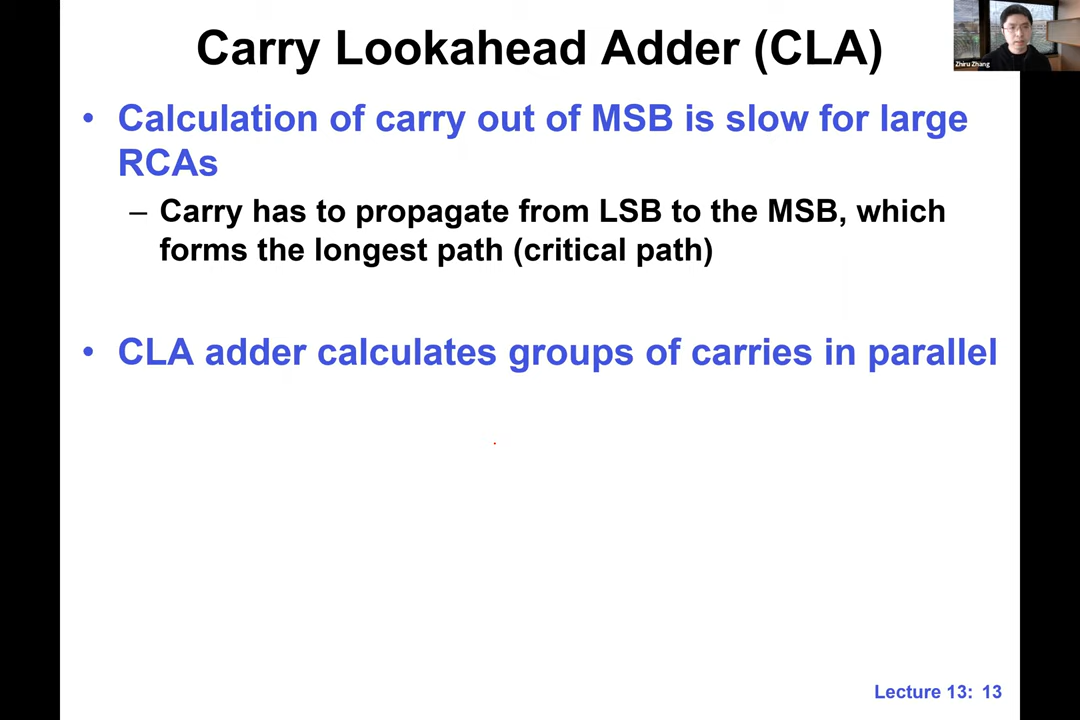 Carry Lookahead Adder (CLA)
Zhiru Zhang
• Calculation of carry out of MSB is slow for large
RCAs
– Carry has to propagate from LSB to the MSB, which
forms the longest path (critical path)
• CLA adder calculates groups of carries in parallel
Lecture 13: 13